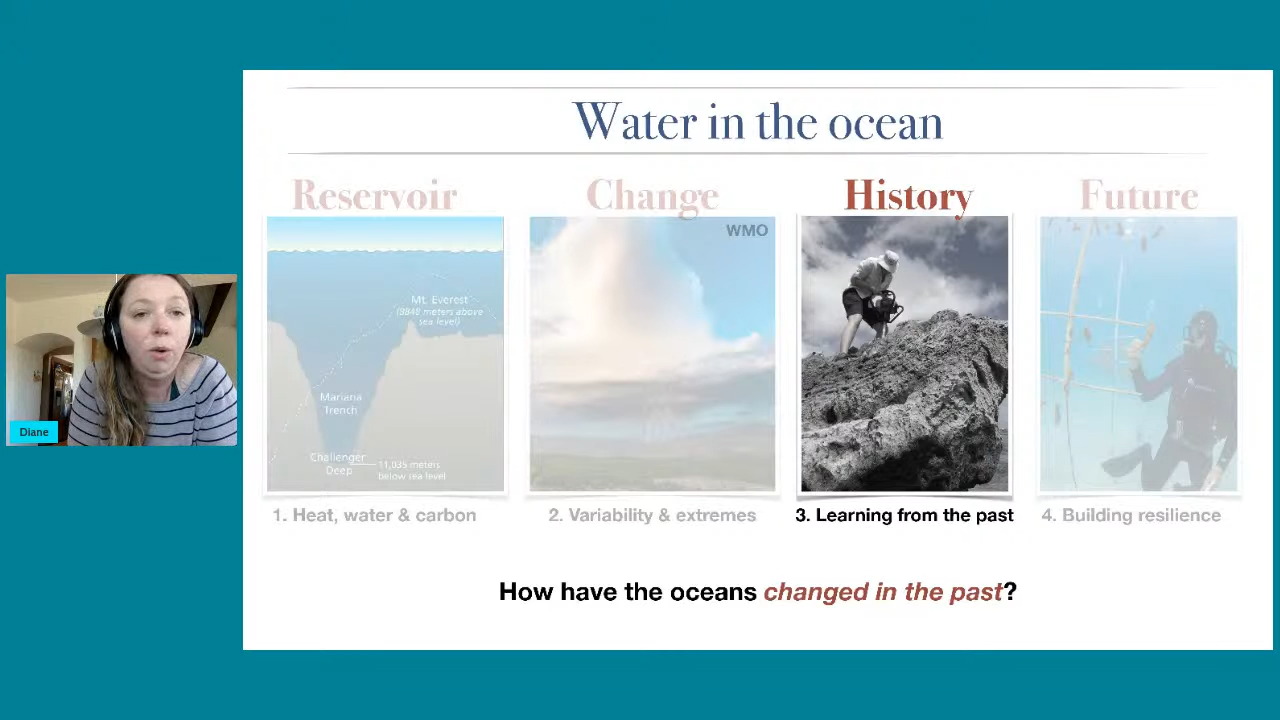 Water in the ocean
Reservoir
Change
History
Future
WMO
Mt. Everest
(8848 meters above
sea level)
Mariana
Trench
Challenger
Deep
11,035 meters
below sea level
Diane
1. Heat, water & carbon
2. Variability & extremes
3. Learning from the past
4. Building resilience
How have the oceans changed in the past?